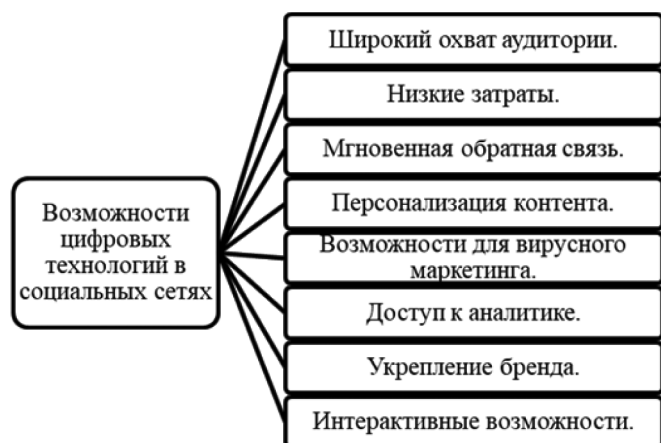 Широкий охват аудитории.
Низкие затраты.
Мгновенная обратная связь.
Возможности
цифровых
технологий в
социальных сетях
Персонализация контента.
Возможности для вирусного
маркетинга.
Доступ к аналитике.
Укрепление бренда.
Интерактивные возможности.